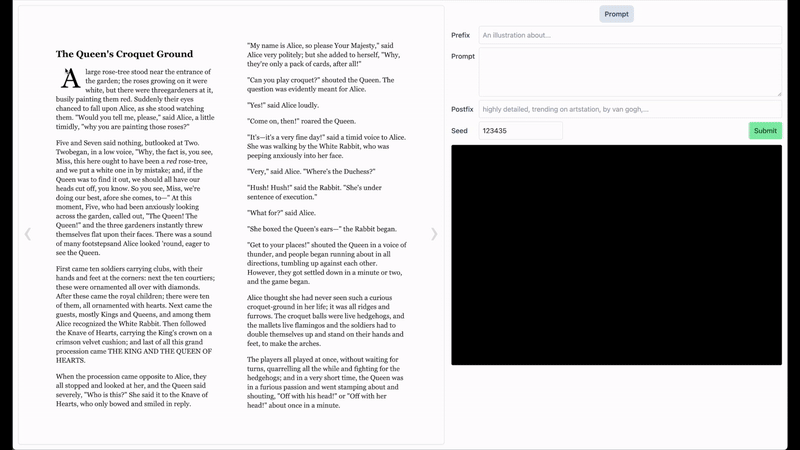 The Queen's Croquet Ground
A large rose-tree stood near the entrance of
the garden; the roses growing on it were
white, but there were threegardeners at it,
busily painting them red. Suddenly their eyes
chanced to fall upon Alice, as she stood watching
them. "Would you tell me, please," said Alice, a little
timidly, "why you are painting those roses?"
Five and Seven said nothing, butlooked at Two.
Twobegan, in a low voice, "Why, the fact is, you see,
Miss, this here ought to have been a red rose-tree,
and we put a white one in by mistake; and, if the
Queen was to find it out, we should all have our
heads cut off, you know. So you see, Miss, we're
doing our best, afore she comes, to—" At this
moment, Five, who had been anxiously looking
across the garden, called out, "The Queen! The
Queen!" and the three gardeners instantly threw
themselves flat upon their faces. There was a sound
of many footstepsand Alice looked 'round, eager to
see the Queen.
First came ten soldiers carrying clubs, with their
hands and feet at the corners: next the ten courtiers;
these were ornamented all over with diamonds.
After these came the royal children; there were ten
of them, all ornamented with hearts. Next came the
guests, mostly Kings and Queens, and among them
Alice recognized the White Rabbit. Then followed
the Knave of Hearts, carrying the King's crown on a
crimson velvet cushion; and last of all this grand
procession came THE KING AND THE QUEEN OF
HEARTS.
When the procession came opposite to Alice, they
all stopped and looked at her, and the Queen said
severely, "Who is this?" She said it to the Knave of
Hearts, who only bowed and smiled in reply.
"My name is Alice, so please Your Majesty," said
Alice very politely; but she added to herself, "Why,
they're only a pack of cards, after all!"
"Can you play croquet?" shouted the Queen. The
question was evidently meant for Alice.
"Yes!" said Alice loudly.
"Come on, then!" roared the Queen.
"It's—it's a very fine day!" said a timid voice to Alice.
She was walking by the White Rabbit, who was
peeping anxiously into her face.
"Very," said Alice. "Where's the Duchess?"
"Hush! Hush!" said the Rabbit. "She's under
sentence of execution."
"What for?" said Alice.
"She boxed the Queen's ears—" the Rabbit began.
"Get to your places!" shouted the Queen in a voice of
thunder, and people began running about in all
directions, tumbling up against each other.
However, they got settled down in a minute or two,
and the game began.
Alice thought she had never seen such a curious
croquet-ground in her life; it was all ridges and
furrows. The croquet balls were live hedgehogs, and
the mallets live flamingos and the soldiers had to
double themselves up and stand on their hands and
feet, to make the arches.
The players all played at once, without waiting for
turns, quarrelling all the while and fighting for the
hedgehogs; and in a very short time, the Queen was
in a furious passion and went stamping about and
shouting, "Off with his head!" or "Off with her
head!" about once in a minute.
Prompt
Prefix
An illustration about...
Prompt
Postfix
highly detailed, trending on artstation, by van gogh,...
Seed
123435
Submit